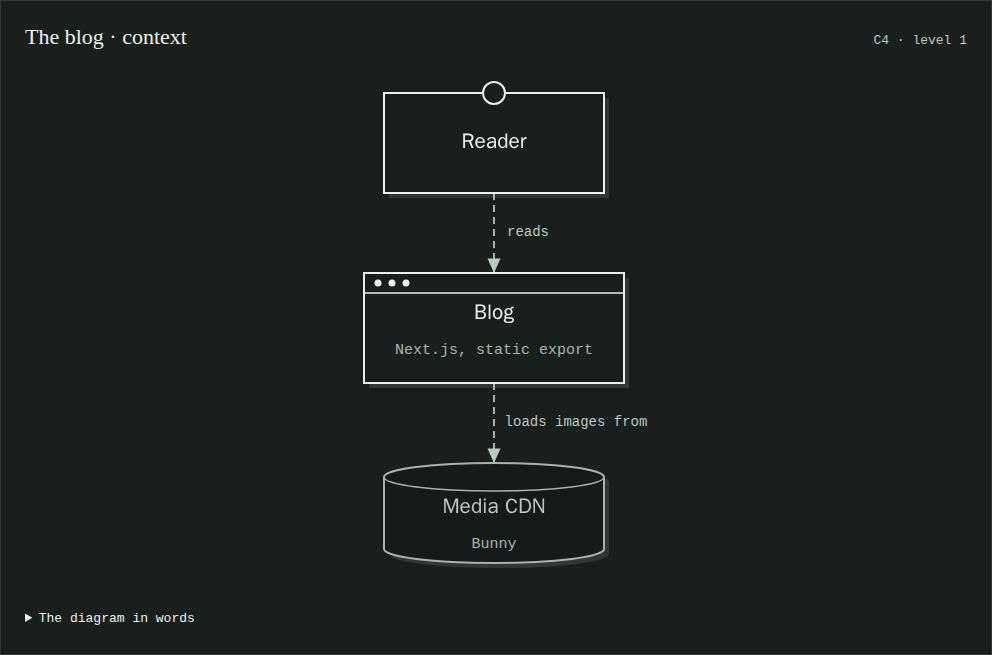 The blog · context
C4 · level 1
Reader
reads
Blog
Next.js, static export
loads images from
Media CDN
Bunny
The diagram in words